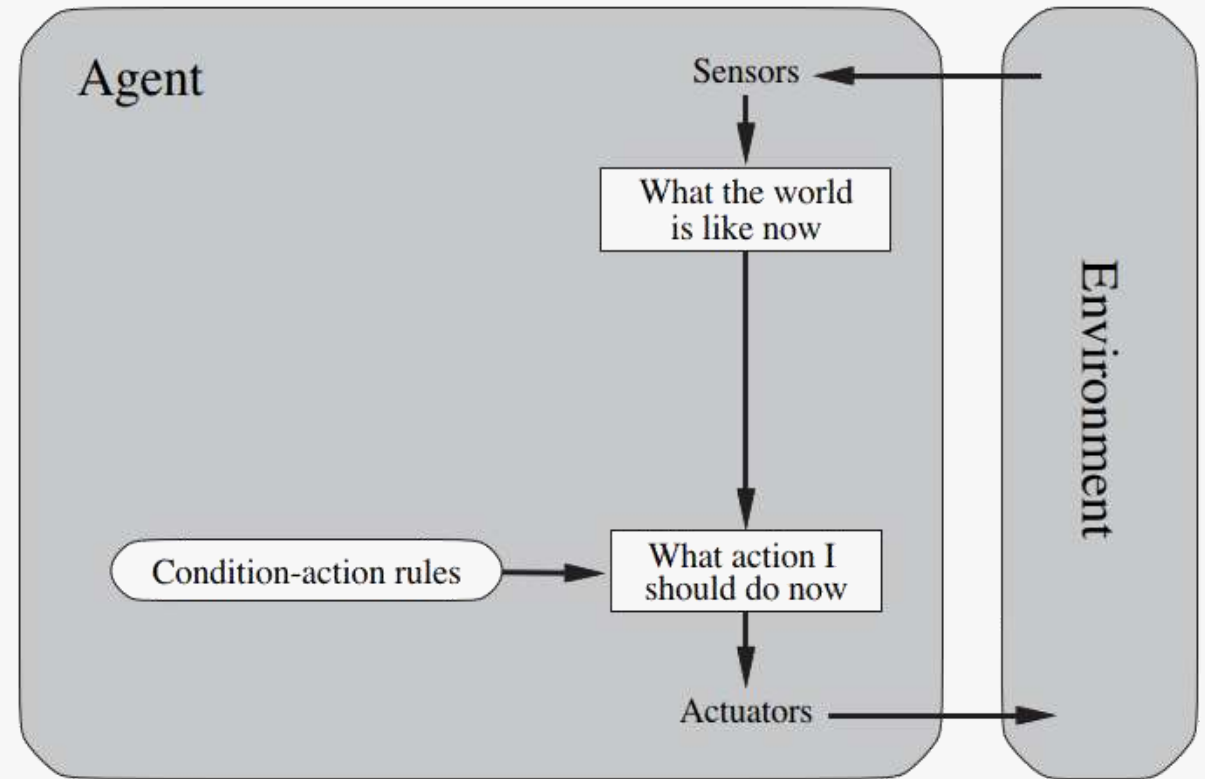 Agent
Sensors
What the world
is like now
Environment
Condition-action rules
What action I
should do now
Actuators